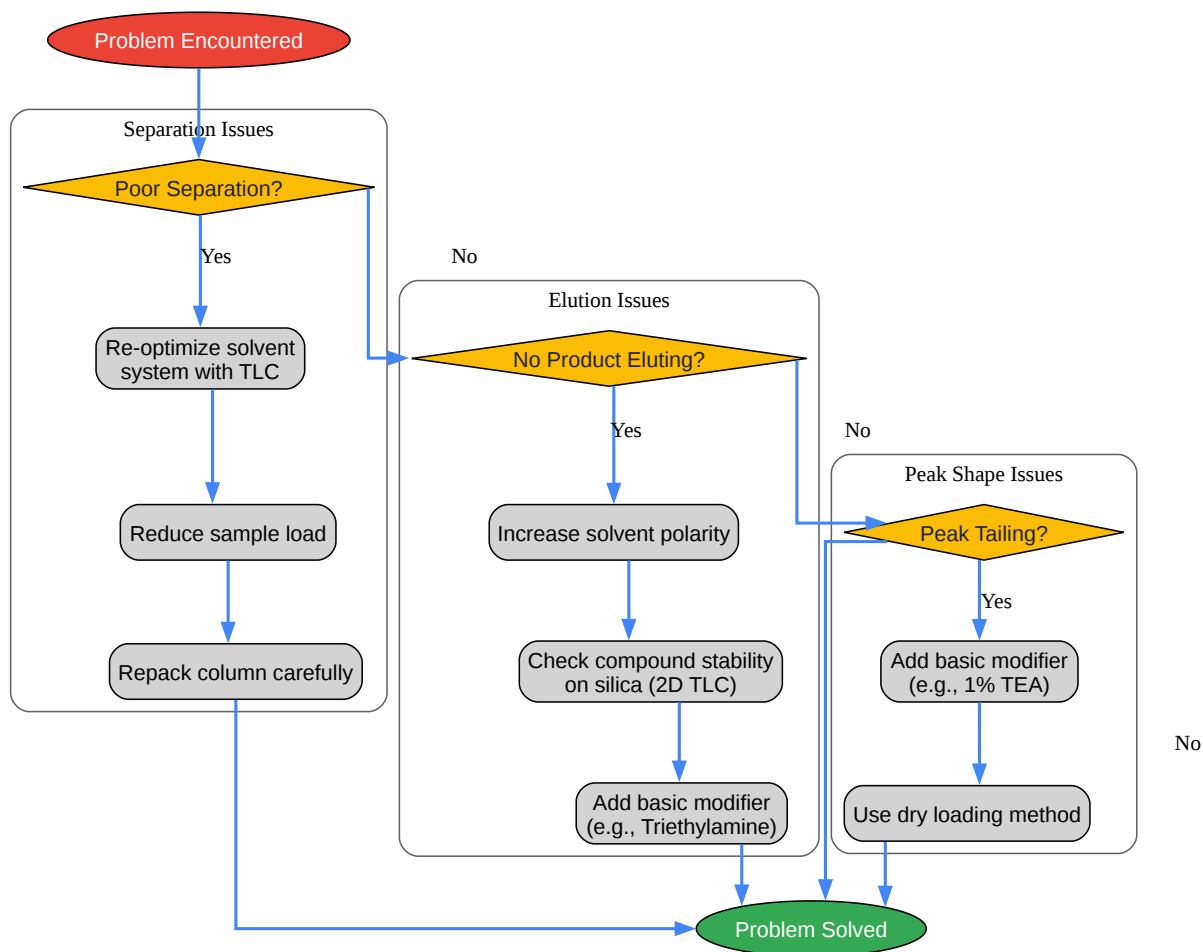 Problem Encountered
Separation Issues
Poor Separation?
Yes
No
Re-optimize solvent
system with TLC
Reduce sample load
Repack column carefully
Elution Issues
No Product Eluting?
Yes
No
Increase solvent polarity
Check compound stability
on silica (2D TLC)
Add basic modifier
(e.g., Triethylamine)
Peak Shape Issues
Peak Tailing?
Yes
No
Add basic modifier
(e.g., 1% TEA)
Use dry loading method
Problem Solved